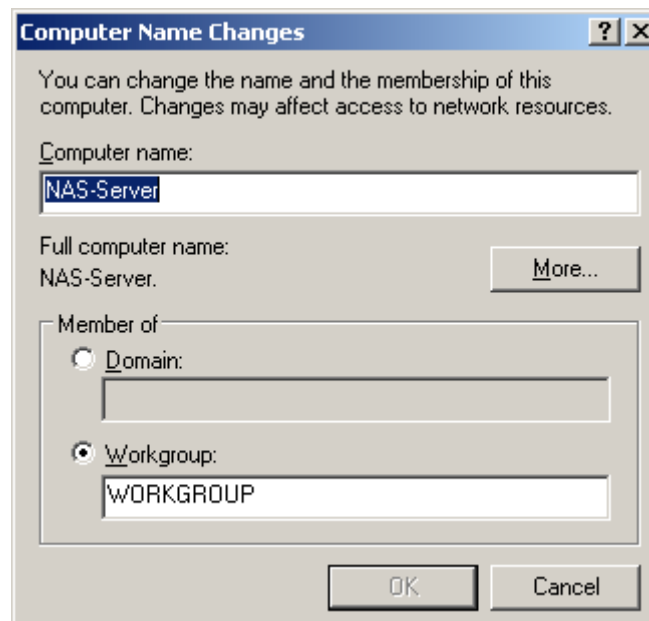 Computer Name Changes
You can change the name and the membership of this
computer. Changes may affect access to network resources.
Computer name:
NAS-Server
Full computer name:
NAS-Server.
More...
Member of
Domain:
Workgroup:
WORKGROUP
OK
Cancel